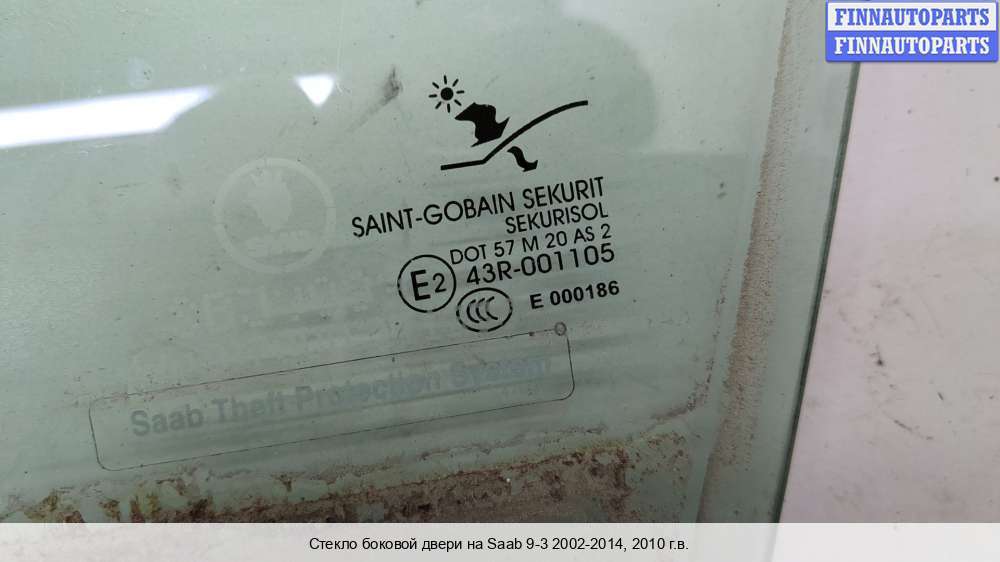 FINNAUTOPARTS
FINNAUTOPARTS
SAINT-GOBAIN SEKURIT
SEKURISOL
DOT 57 M 20 AS 2
E2 43R-001105
CCC E 000186
Saab Theft Protection System
Стекло боковой двери на Saab 9-3 2002-2014, 2010 г.в.